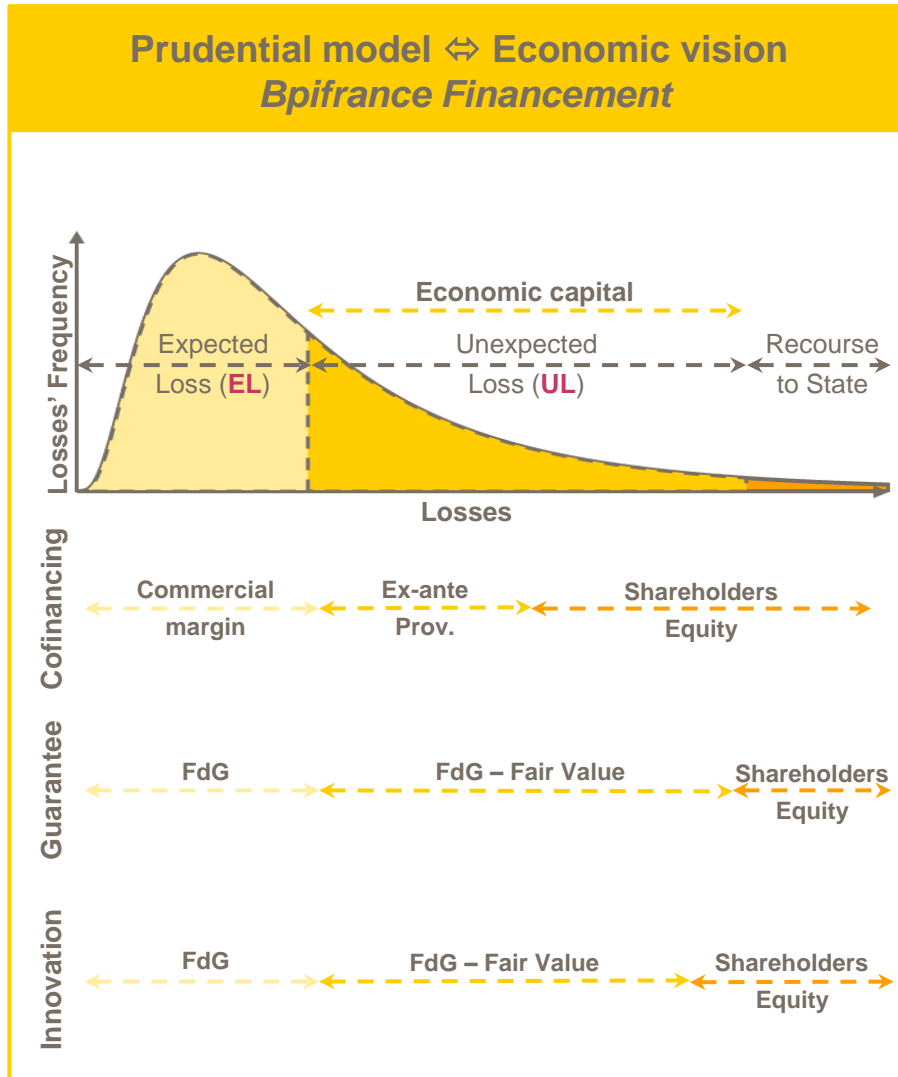 Prudential model ⇔ Economic vision
Bpifrance Financement
Losses' Frequency
Economic capital
Expected
Loss (EL)
Unexpected
Loss (UL)
Recourse
to State
Losses
Cofinancing
Commercial
margin
Ex-ante
Prov.
Shareholders
Equity
Guarantee
FdG
FdG – Fair Value
Shareholders
Equity
Innovation
FdG
FdG – Fair Value
Shareholders
Equity